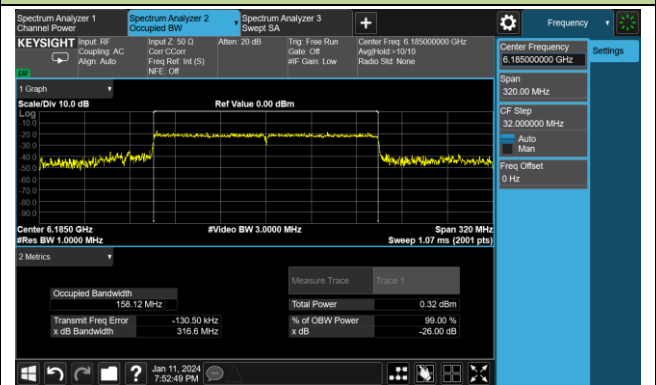 Spectrum Analyzer 1
Channel Power
Spectrum Analyzer 2
Occupied BW
Spectrum Analyzer 3
Swept SA
Frequency
KEYSIGHT
Input: RF
Coupling: AC
Align: Auto
Input Z: 50 Ω
Corr CCorr
Freq Ref: Int (S)
NFE: Off
Atten: 20 dB
Trig: Free Run
Gate: Off
#IF Gain: Low
Center Freq: 6.185000000 GHz
Avg|Hold:>10/10
Radio Std: None
LW
Center Frequency
6.185000000 GHz
Settings
Span
320.00 MHz
CF Step
32.000000 MHz
Auto
Man
Freq Offset
0 Hz
1 Graph
Scale/Div 10.0 dB
Ref Value 0.00 dBm
Log
-10.0
-20.0
-30.0
-40.0
-50.0
-60.0
-70.0
-80.0
-90.0
Center 6.1850 GHz
#Video BW 3.0000 MHz
Span 320 MHz
#Res BW 1.0000 MHz
Sweep 1.07 ms (2001 pts)
2 Metrics
Measure Trace
Trace 1
Occupied Bandwidth
158.12 MHz
Total Power
0.32 dBm
Transmit Freq Error
-130.50 kHz
% of OBW Power
99.00 %
x dB Bandwidth
316.6 MHz
x dB
-26.00 dB
Jan 11, 2024
7:52:49 PM